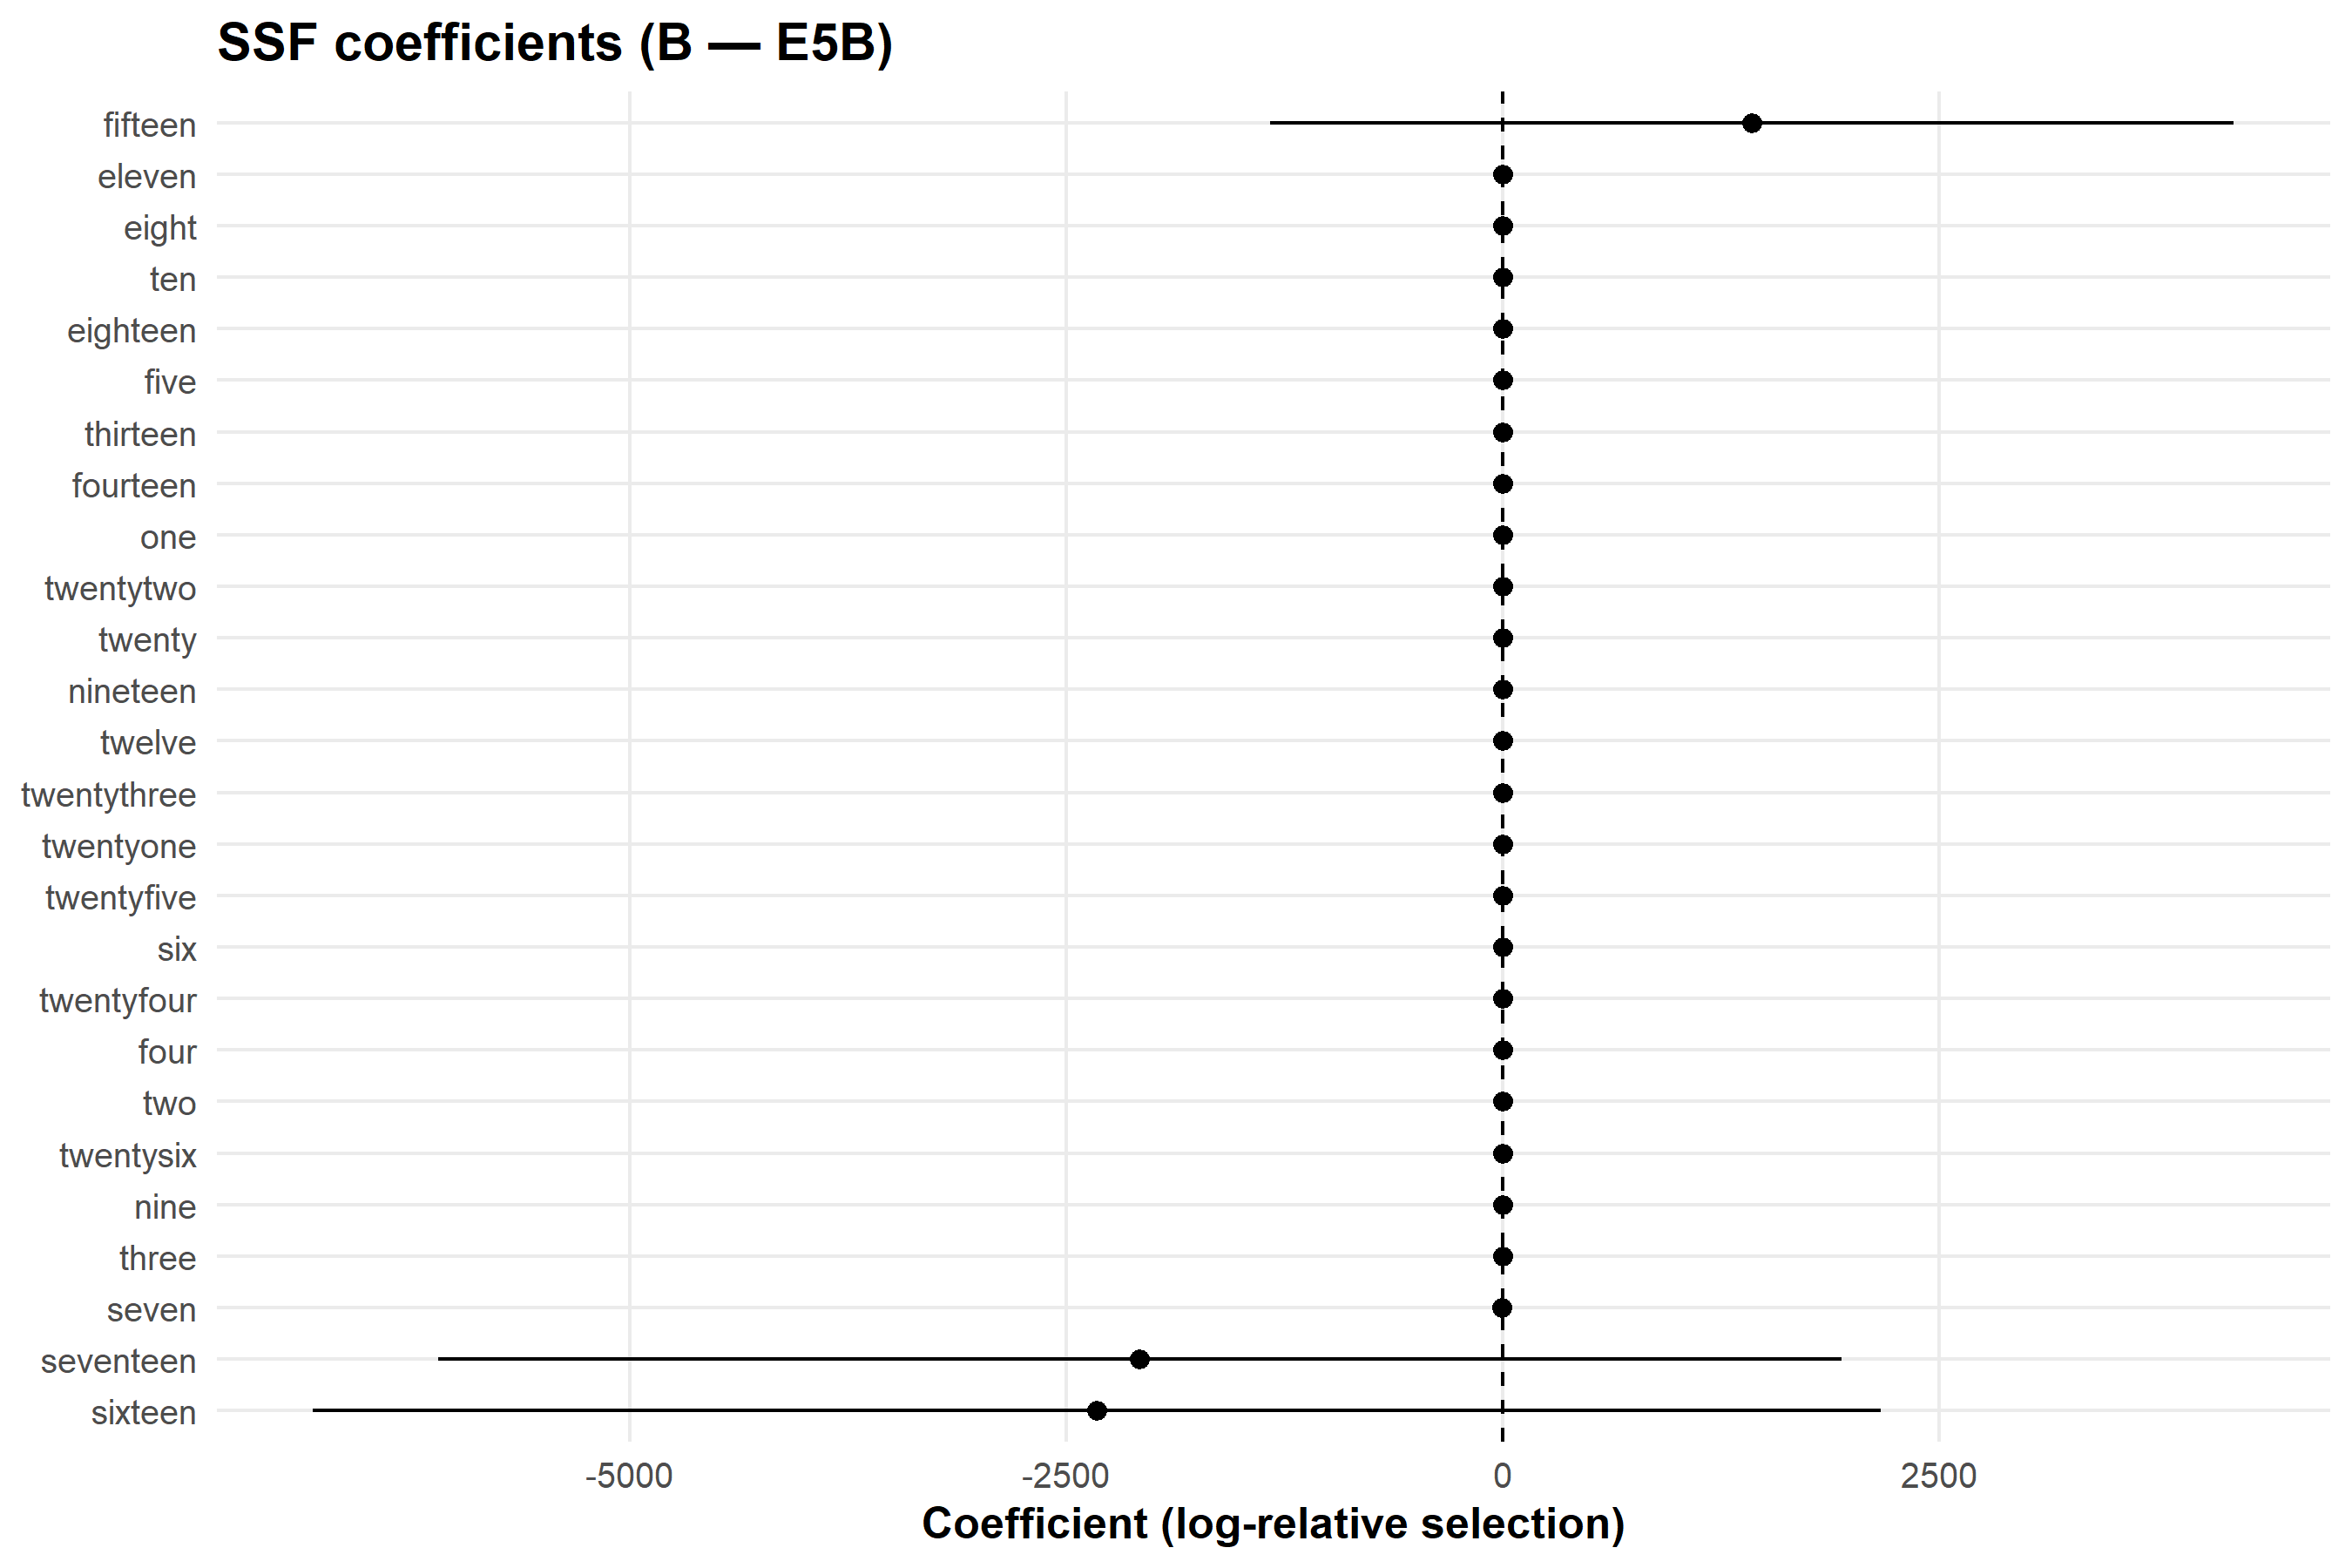 SSF coefficients (B — E5B)
fifteen
eleven
eight
ten
eighteen
five
thirteen
fourteen
one
twentytwo
twenty
nineteen
twelve
twentythree
twentyone
twentyfive
six
twentyfour
four
two
twentysix
nine
three
seven
seventeen
sixteen
-5000 -2500 0 2500
Coefficient (log-relative selection)